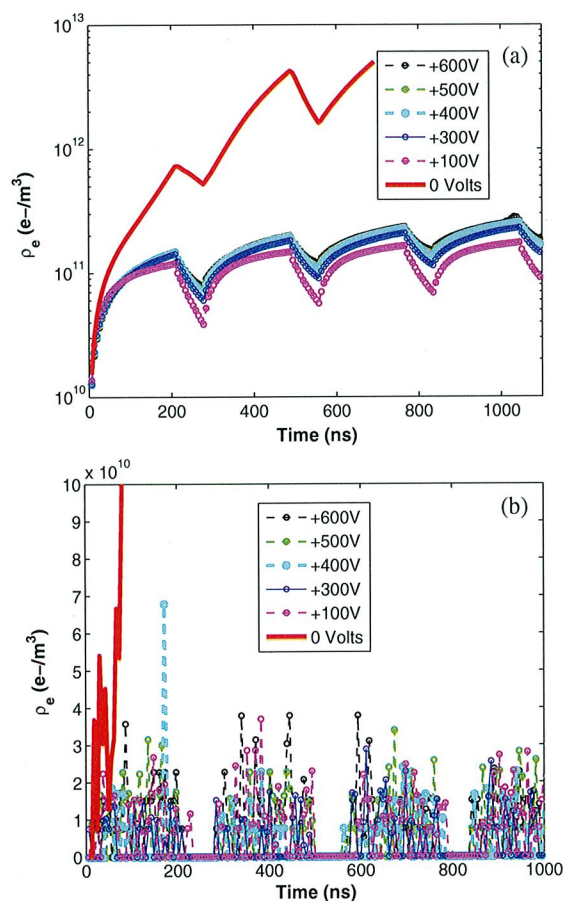 10^13
(a)
+600V
+500V
+400V
+300V
+100V
0 Volts
10^12
ρe (e−/m³)
10^11
10^10
0 200 400 600 800 1000
Time (ns)
x 10^10
10
(b)
9
+600V
+500V
8
+400V
+300V
7
+100V
0 Volts
6
ρe (e−/m³)
5
4
3
2
1
0
0 200 400 600 800 1000
Time (ns)